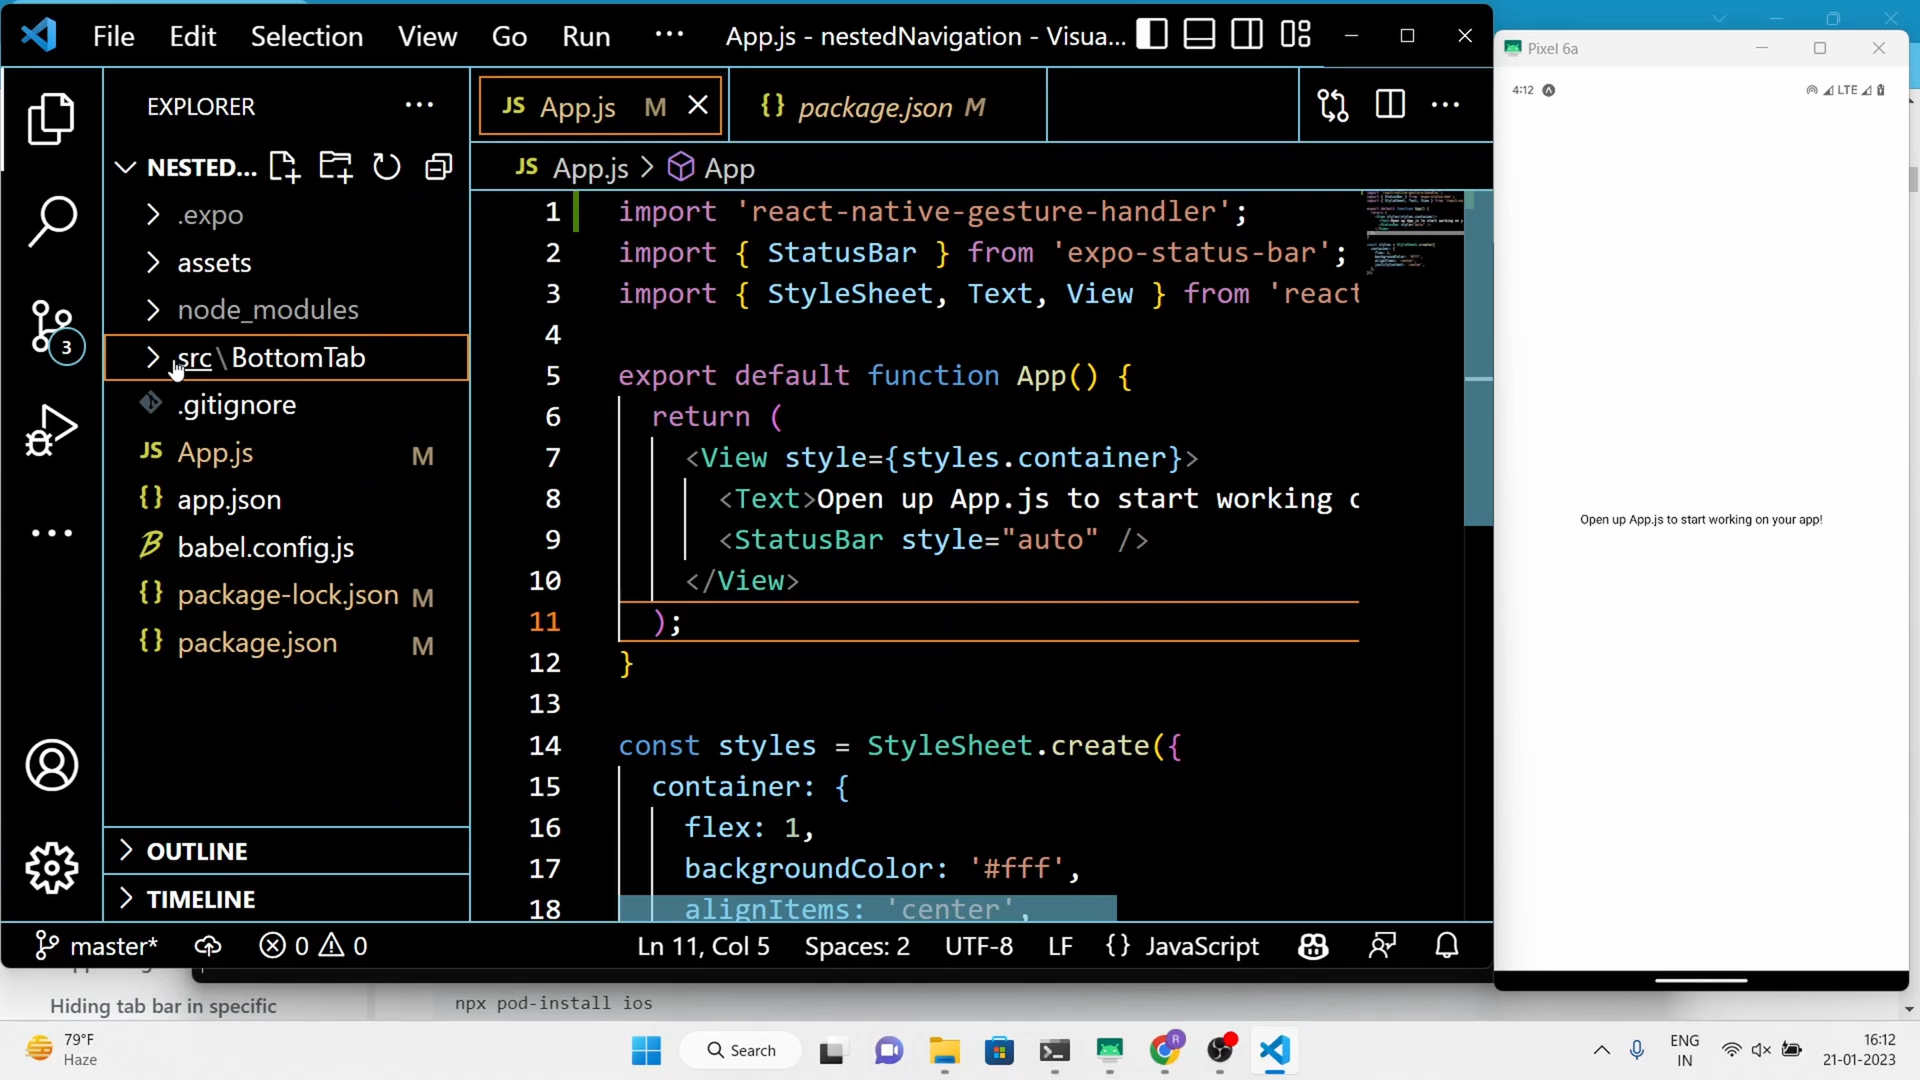 File Edit Selection View Go Run ··· App.js - nestedNavigation - Visua...
Pixel 6a
4:12 LTE
EXPLORER ···
JS App.js M
{} package.json M
NESTED...
JS App.js > App
.expo
assets
node_modules
src\BottomTab
.gitignore
JS App.js M
{} app.json
babel.config.js
{} package-lock.json M
{} package.json M
OUTLINE
TIMELINE
3
1 import 'react-native-gesture-handler';
2 import { StatusBar } from 'expo-status-bar';
3 import { StyleSheet, Text, View } from 'react
4
5 export default function App() {
6 return (
7 <View style={styles.container}>
8 <Text>Open up App.js to start working o
9 <StatusBar style="auto" />
10 </View>
11 );
12 }
13
14 const styles = StyleSheet.create({
15 container: {
16 flex: 1,
17 backgroundColor: '#fff',
18 alignItems: 'center',
Open up App.js to start working on your app!
master* 0 0 Ln 11, Col 5 Spaces: 2 UTF-8 LF {} JavaScript
Hiding tab bar in specific
npx pod-install ios
79°F
Haze
Search
R
ENG
IN
16:12
21-01-2023